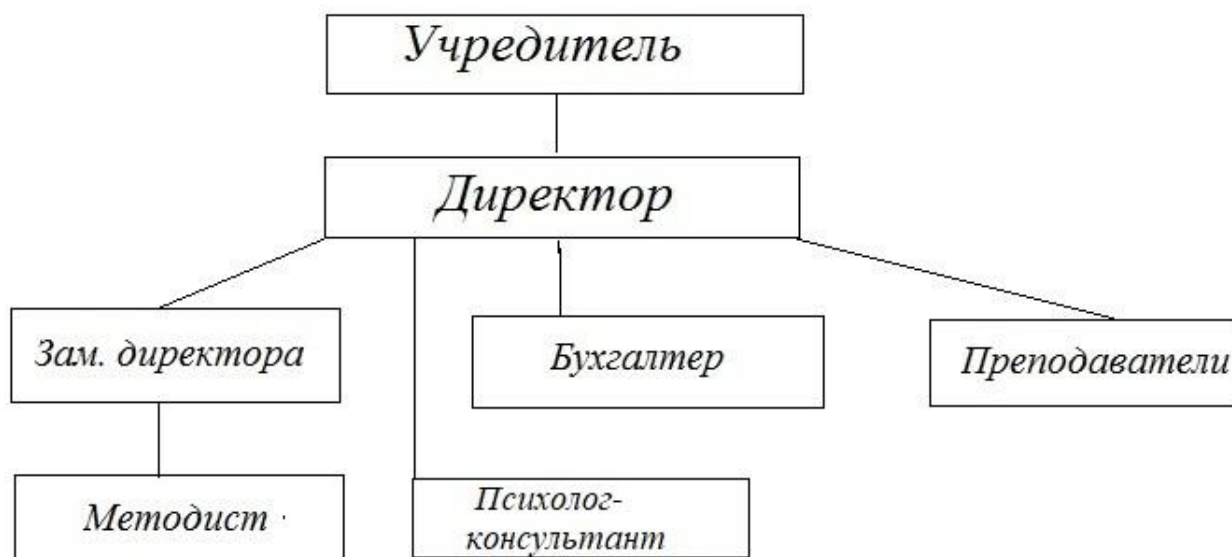 Учредитель
Директор
Зам. директора
Бухгалтер
Преподаватели
Методист
Психолог-
консультант